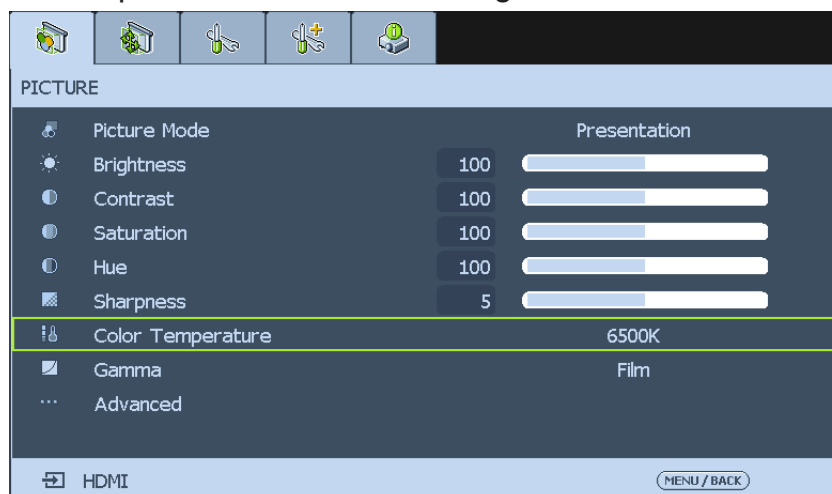 PICTURE
Picture Mode Presentation
Brightness 100
Contrast 100
Saturation 100
Hue 100
Sharpness 5
Color Temperature 6500K
Gamma Film
Advanced
HDMI MENU / BACK